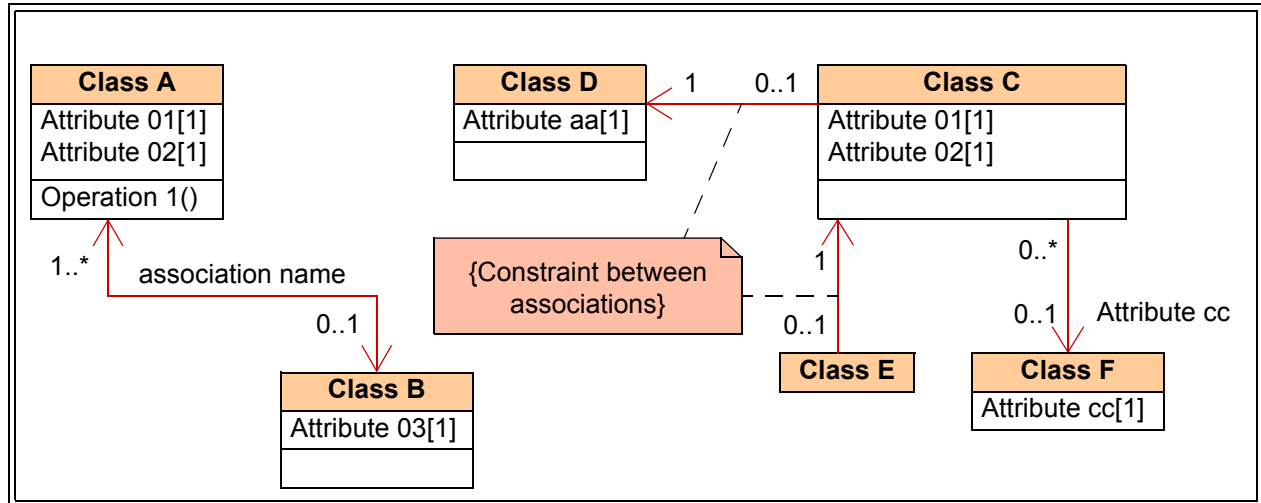 Class A
Attribute 01[1]
Attribute 02[1]
Operation 1()
1..*
association name
0..1
Class B
Attribute 03[1]
Class D
Attribute aa[1]
1
0..1
Class C
Attribute 01[1]
Attribute 02[1]
{Constraint between
associations}
1
0..1
Class E
0..*
0..1
Attribute cc
Class F
Attribute cc[1]